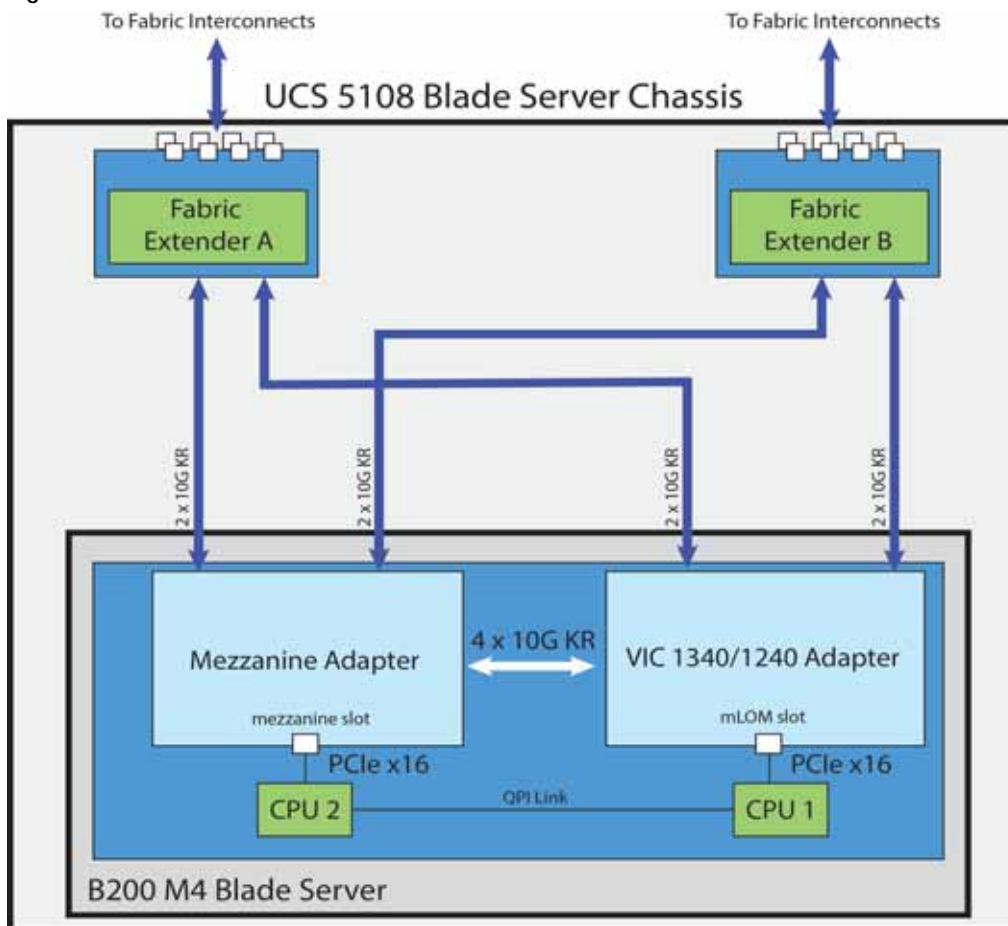 To Fabric Interconnects
To Fabric Interconnects
UCS 5108 Blade Server Chassis
Fabric
Extender A
Fabric
Extender B
2 x 10G KR
2 x 10G KR
2 x 10G KR
2 x 10G KR
4 x 10G KR
Mezzanine Adapter
VIC 1340/1240 Adapter
mezzanine slot
mLOM slot
PCIe x16
PCIe x16
CPU 2
QPI Link
CPU 1
B200 M4 Blade Server